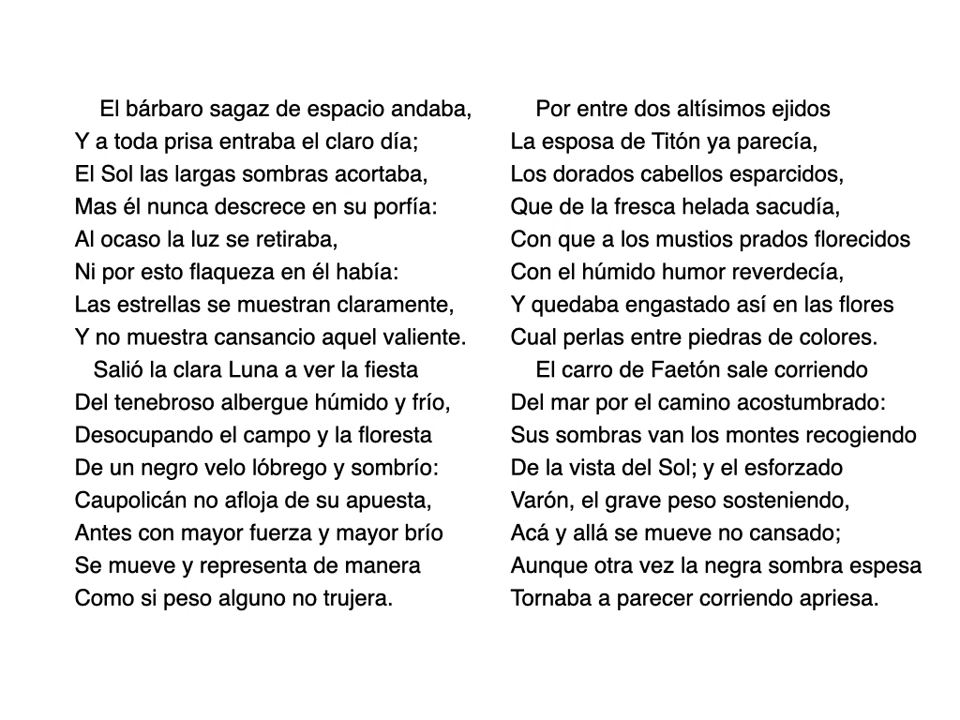 El bárbaro sagaz de espacio andaba,
Y a toda prisa entraba el claro día;
El Sol las largas sombras acortaba,
Mas él nunca descrece en su porfía:
Al ocaso la luz se retiraba,
Ni por esto flaqueza en él había:
Las estrellas se muestran claramente,
Y no muestra cansancio aquel valiente.
Salió la clara Luna a ver la fiesta
Del tenebroso albergue húmido y frío,
Desocupando el campo y la floresta
De un negro velo lóbrego y sombrío:
Caupolicán no afloja de su apuesta,
Antes con mayor fuerza y mayor brío
Se mueve y representa de manera
Como si peso alguno no trujera.
Por entre dos altísimos ejidos
La esposa de Titón ya parecía,
Los dorados cabellos esparcidos,
Que de la fresca helada sacudía,
Con que a los mustios prados florecidos
Con el húmido humor reverdecía,
Y quedaba engastado así en las flores
Cual perlas entre piedras de colores.
El carro de Faetón sale corriendo
Del mar por el camino acostumbrado:
Sus sombras van los montes recogiendo
De la vista del Sol; y el esforzado
Varón, el grave peso sosteniendo,
Acá y allá se mueve no cansado;
Aunque otra vez la negra sombra espesa
Tornaba a parecer corriendo apriesa.